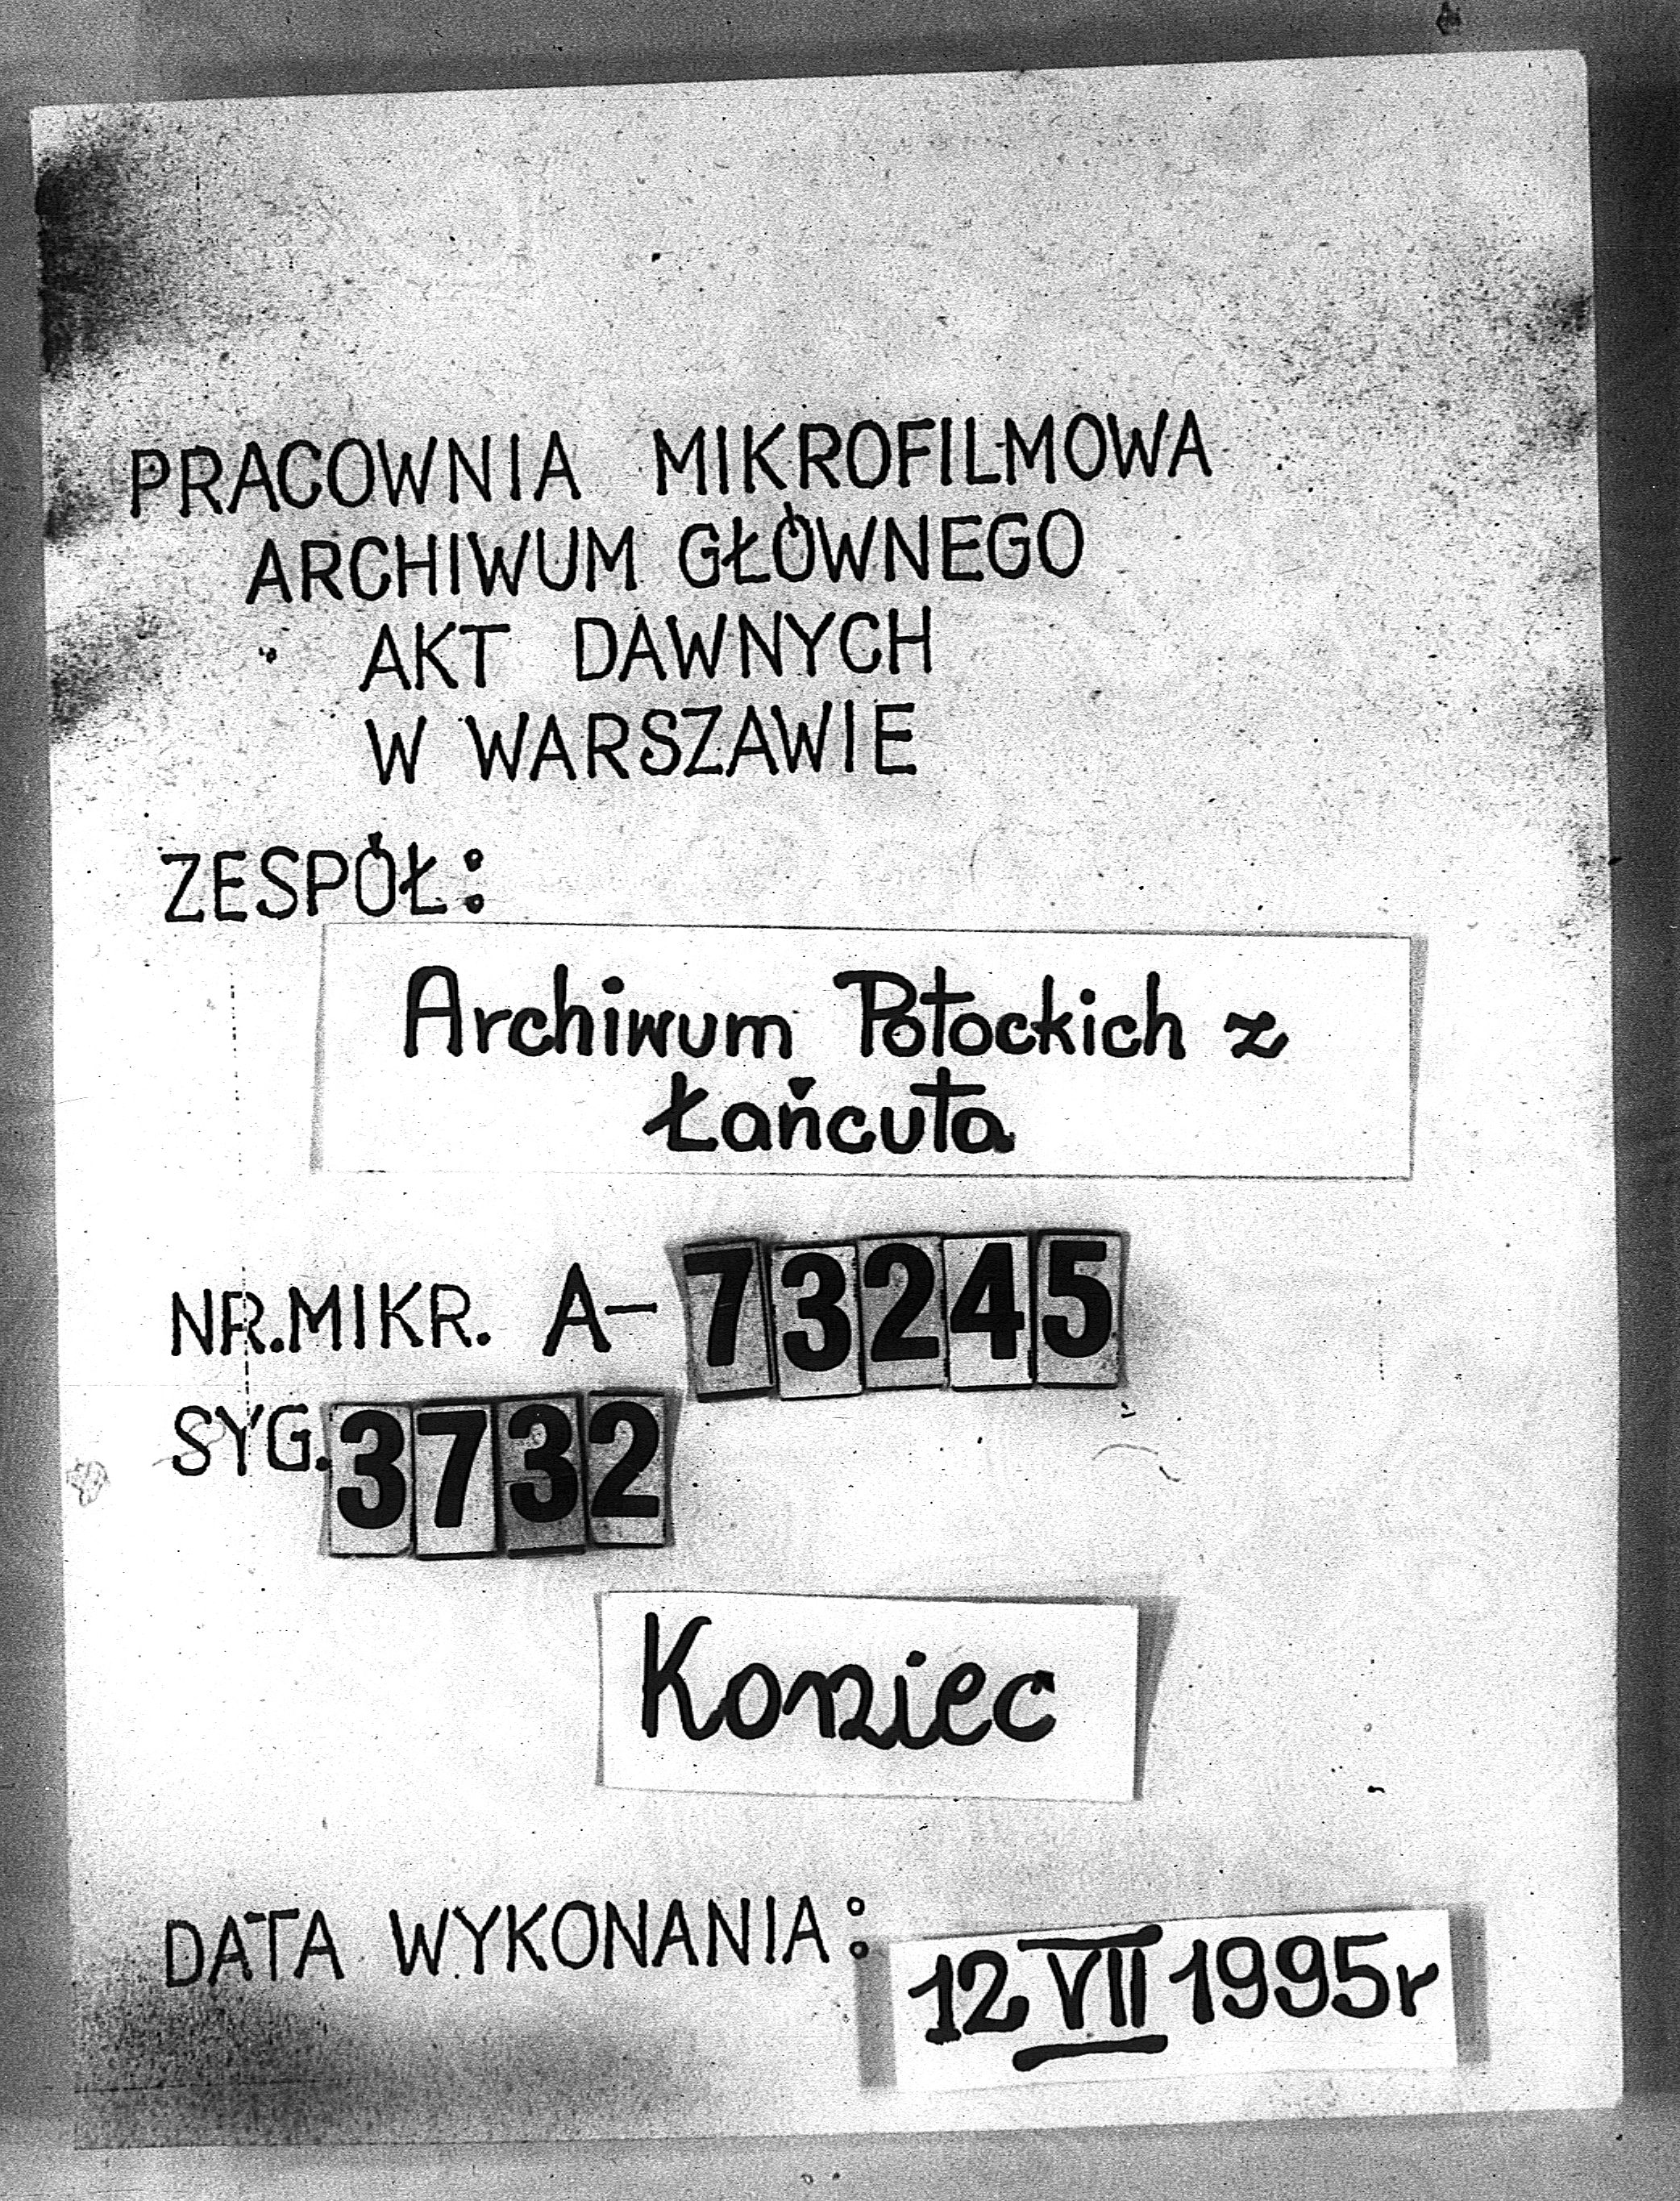 PRACOWNIA MIKROFILMOWA
ARCHIWUM GŁÓWNEGO
AKT DAWNYCH
W WARSZAWIE
ZESPÓŁ:
Archiwum Potockich z
Łańcuta
NR.MIKR. A- 73245
SYG. 3732
Koniec
DATA WYKONANIA: 12 VII 1995r